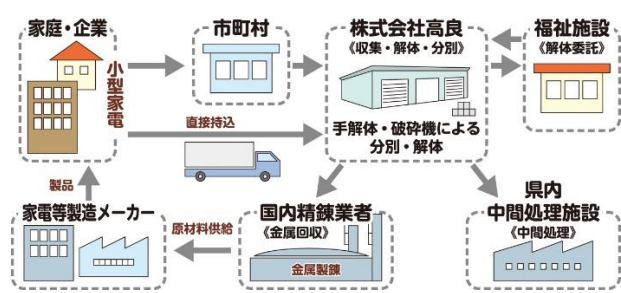 家庭・企業
小型家電
市町村
株式会社高良
《収集・解体・分別》
手解体・破砕機による
分別・解体
福祉施設
《解体委託》
直接持込
製品
家電等製造メーカー
原材料供給
国内精錬業者
《金属回収》
金属製錬
県内
中間処理施設
《中間処理》